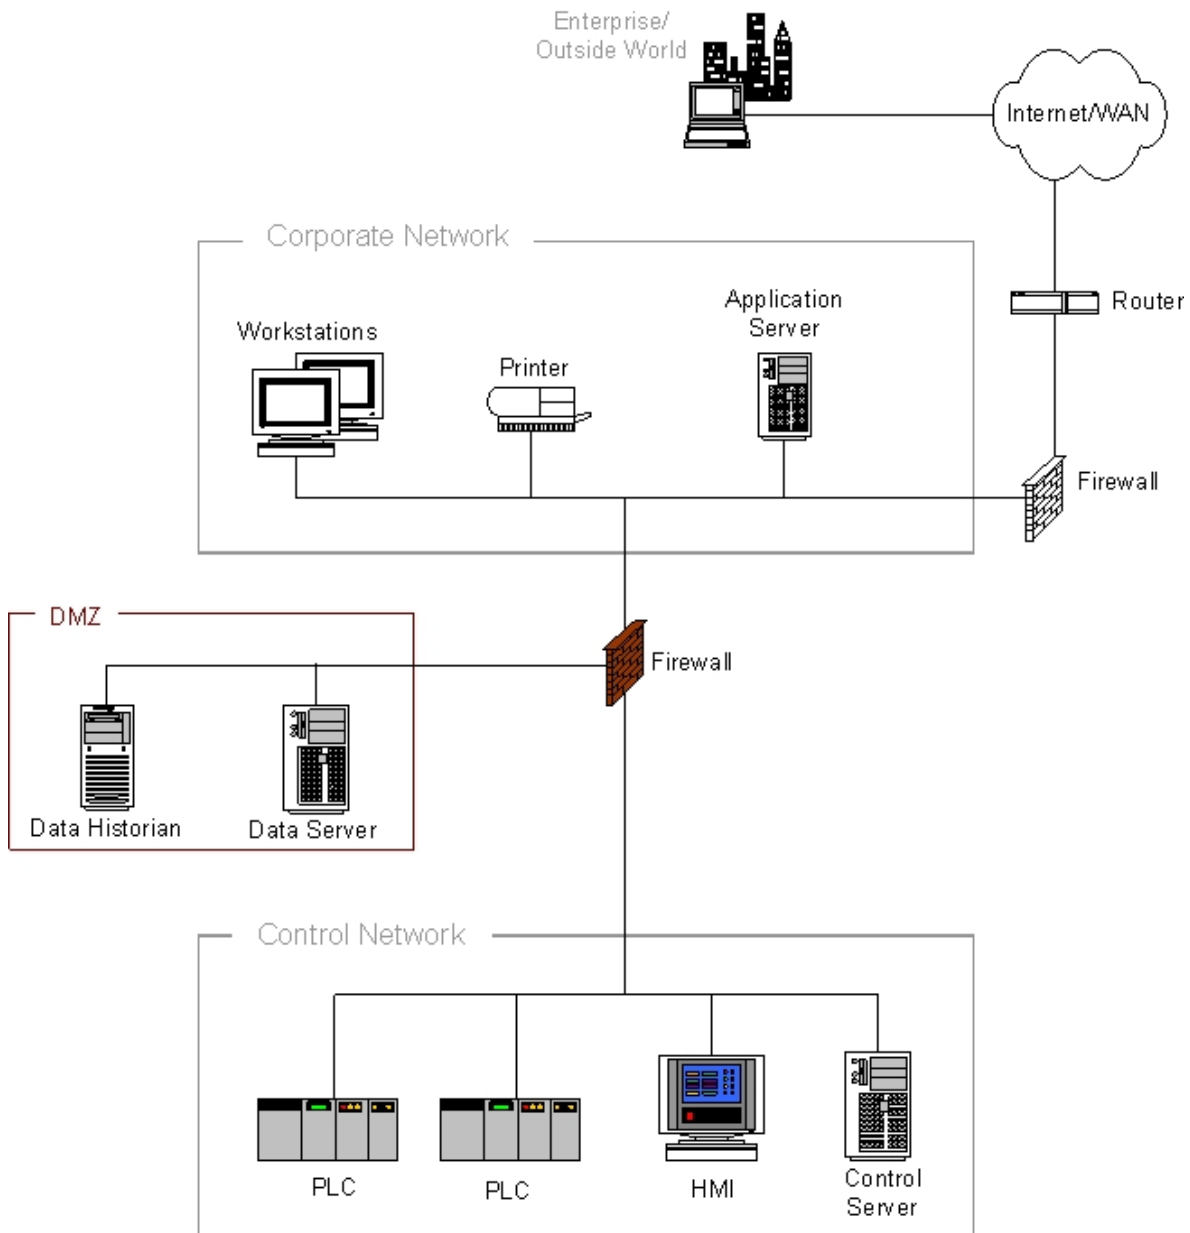 Enterprise/
Outside World
Internet/WAN
Corporate Network
Application
Server
Router
Workstations
Printer
Firewall
DMZ
Firewall
Data Historian
Data Server
Control Network
PLC
PLC
HMI
Control
Server